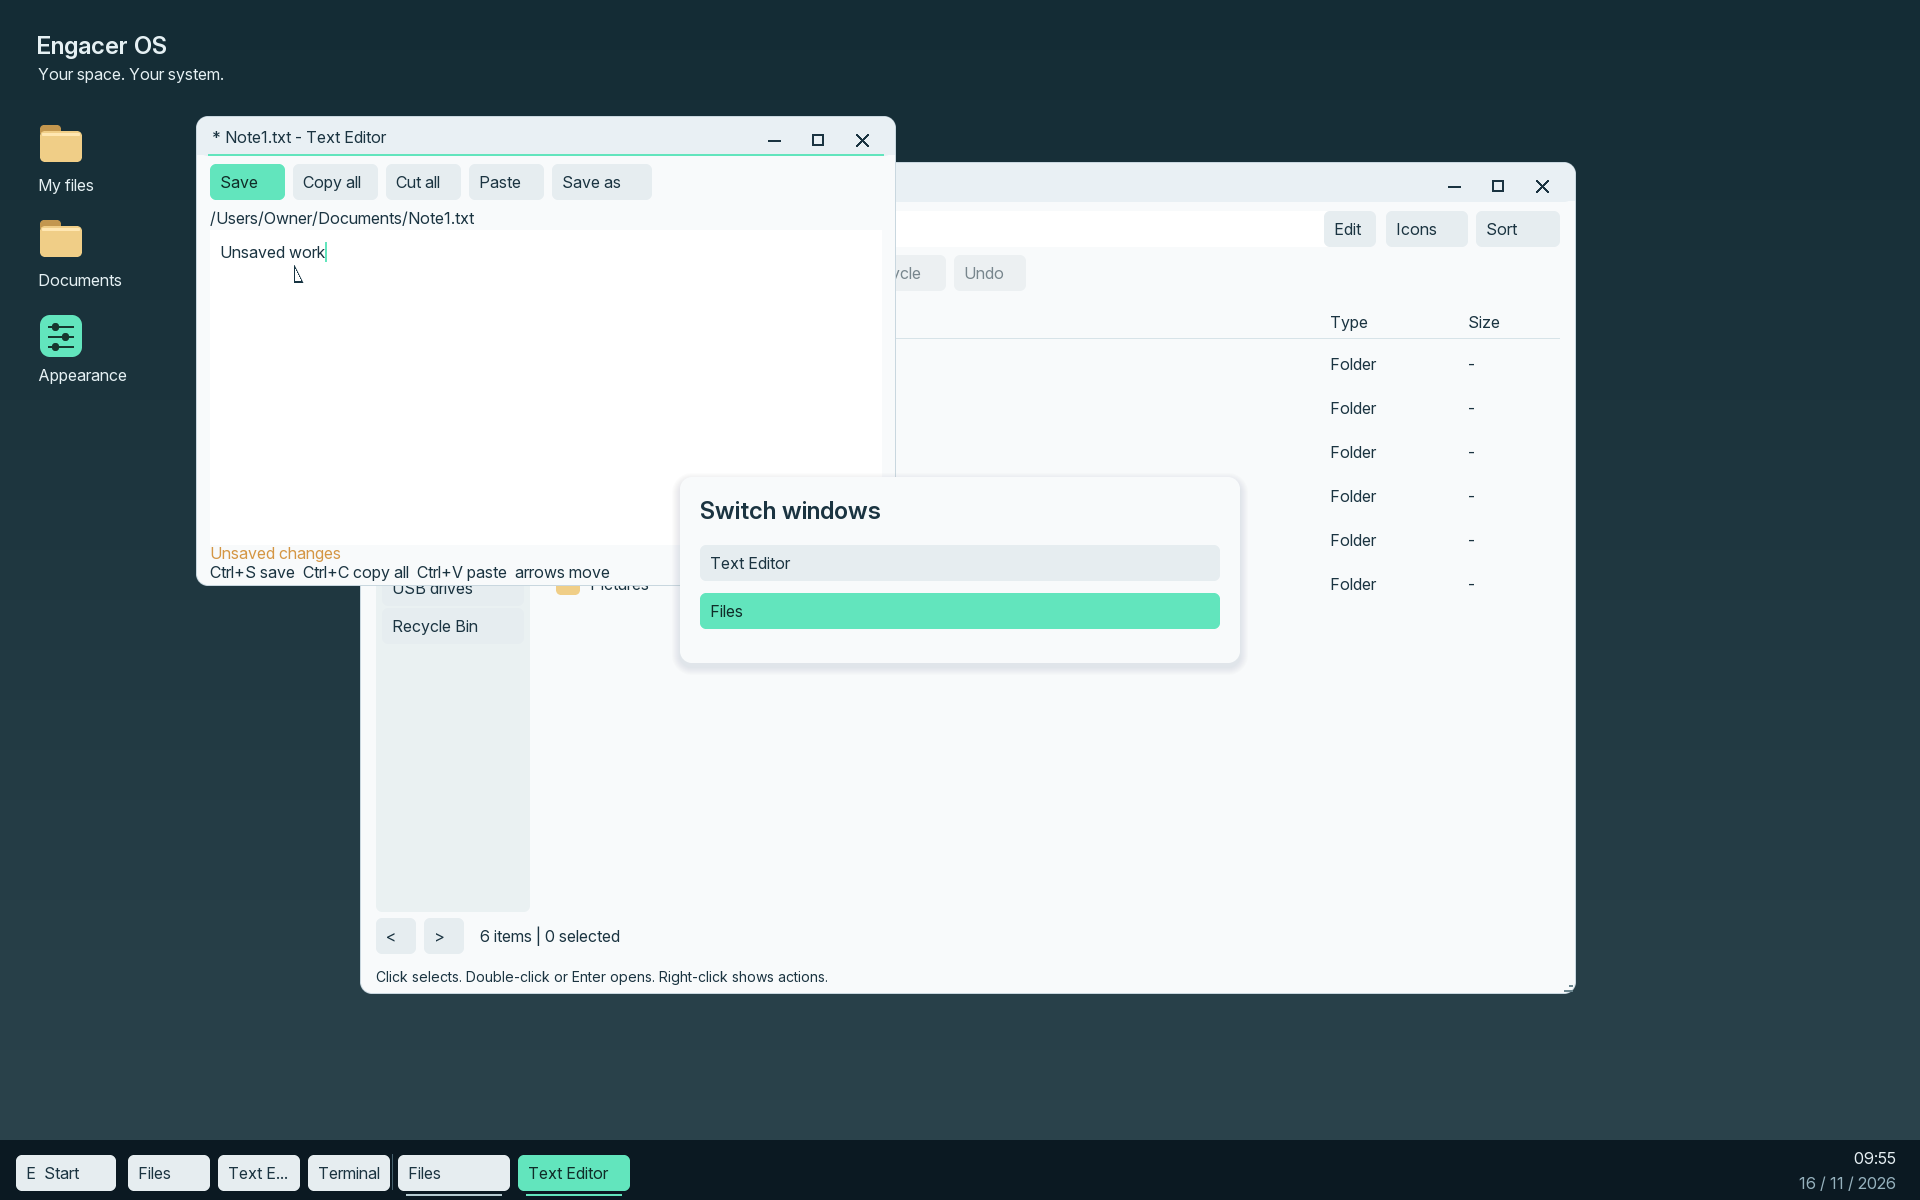 Engacer OS
Your space. Your system.
My files
Documents
Appearance
* Note1.txt - Text Editor
Save Copy all Cut all Paste Save as
/Users/Owner/Documents/Note1.txt
Unsaved work
Unsaved changes
Ctrl+S save Ctrl+C copy all Ctrl+V paste arrows move
Edit Icons Sort
Undo
Type Size
Folder -
Folder -
Folder -
Folder -
Folder -
Folder -
Switch windows
Text Editor
Files
USB drives
Pictures
Recycle Bin
< > 6 items | 0 selected
Click selects. Double-click or Enter opens. Right-click shows actions.
E Start Files Text E... Terminal Files Text Editor
09:55
16 / 11 / 2026